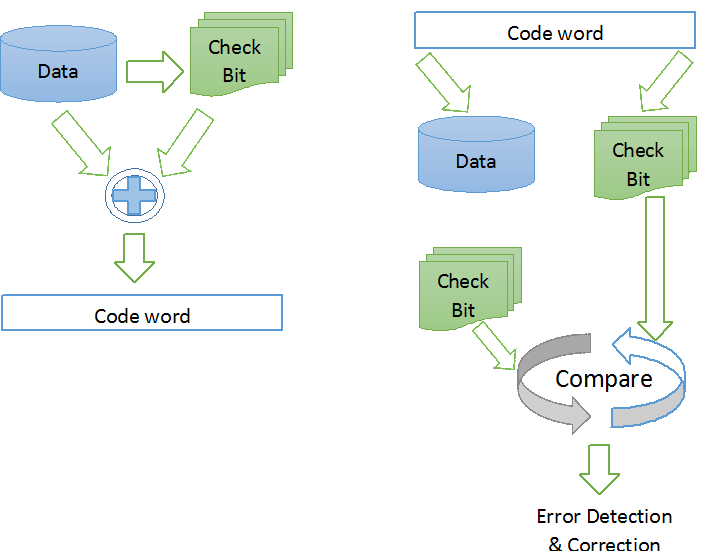 Data
Check
Bit
Code word
Code word
Data
Check
Bit
Check
Bit
Compare
Error Detection
& Correction